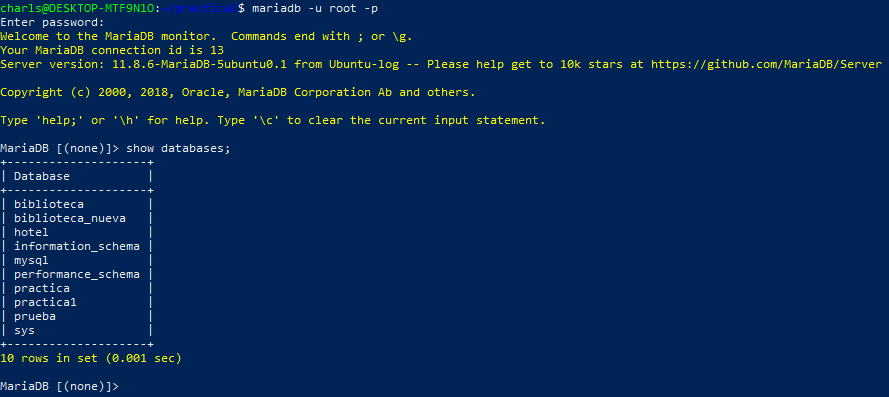 charls@DESKTOP-MTF9N1O:~/practica2$ mariadb -u root -p
Enter password:
Welcome to the MariaDB monitor.  Commands end with ; or \g.
Your MariaDB connection id is 13
Server version: 11.8.6-MariaDB-5ubuntu0.1 from Ubuntu-log -- Please help get to 10k stars at https://github.com/MariaDB/Server

Copyright (c) 2000, 2018, Oracle, MariaDB Corporation Ab and others.

Type 'help;' or '\h' for help. Type '\c' to clear the current input statement.

MariaDB [(none)]> show databases;
+--------------------+
| Database           |
+--------------------+
| biblioteca         |
| biblioteca_nueva   |
| hotel              |
| information_schema |
| mysql              |
| performance_schema |
| practica           |
| practica1          |
| prueba             |
| sys                |
+--------------------+
10 rows in set (0.001 sec)

MariaDB [(none)]>